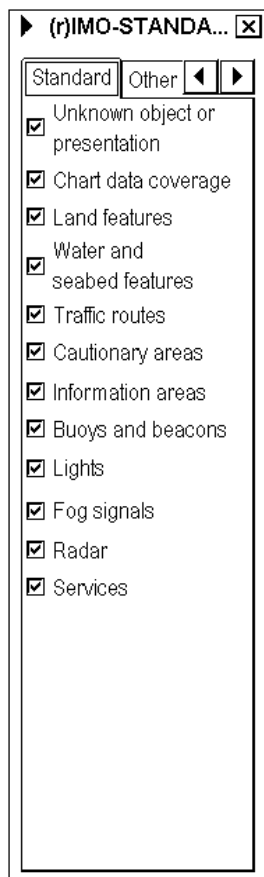 (r)IMO-STANDA...
Standard Other
Unknown object or
presentation
Chart data coverage
Land features
Water and
seabed features
Traffic routes
Cautionary areas
Information areas
Buoys and beacons
Lights
Fog signals
Radar
Services